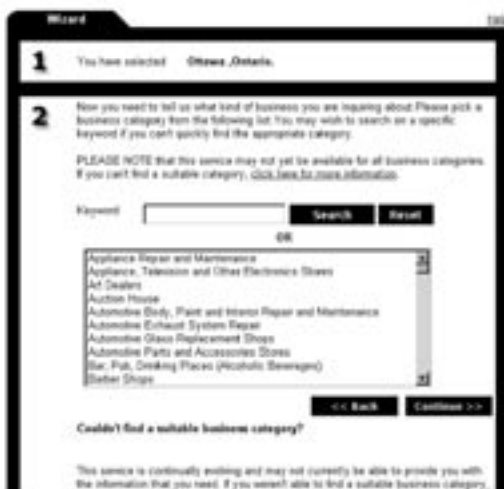 Wizard
1
You have selected Ottawa ,Ontario.
2
Now you need to tell us what kind of business you are inquiring about. Please pick a
business category from the following list. You may wish to search on a specific
keyword if you can't quickly find the appropriate category.
PLEASE NOTE that this service may not yet be available for all business categories.
If you can't find a suitable category, click here for more information.
Keyword Search Reset
OR
Appliance Repair and Maintenance
Appliance, Television and Other Electronics Stores
Art Dealers
Auction House
Automotive Body, Paint and Interior Repair and Maintenance
Automotive Exhaust System Repair
Automotive Glass Replacement Shops
Automotive Parts and Accessories Stores
Bar, Pub, Drinking Places (Alcoholic Beverages)
Barber Shops
<< Back Continue >>
Couldn't find a suitable business category?
This service is continually evolving and may not currently be able to provide you with
the information that you need. If you weren't able to find a suitable business category,